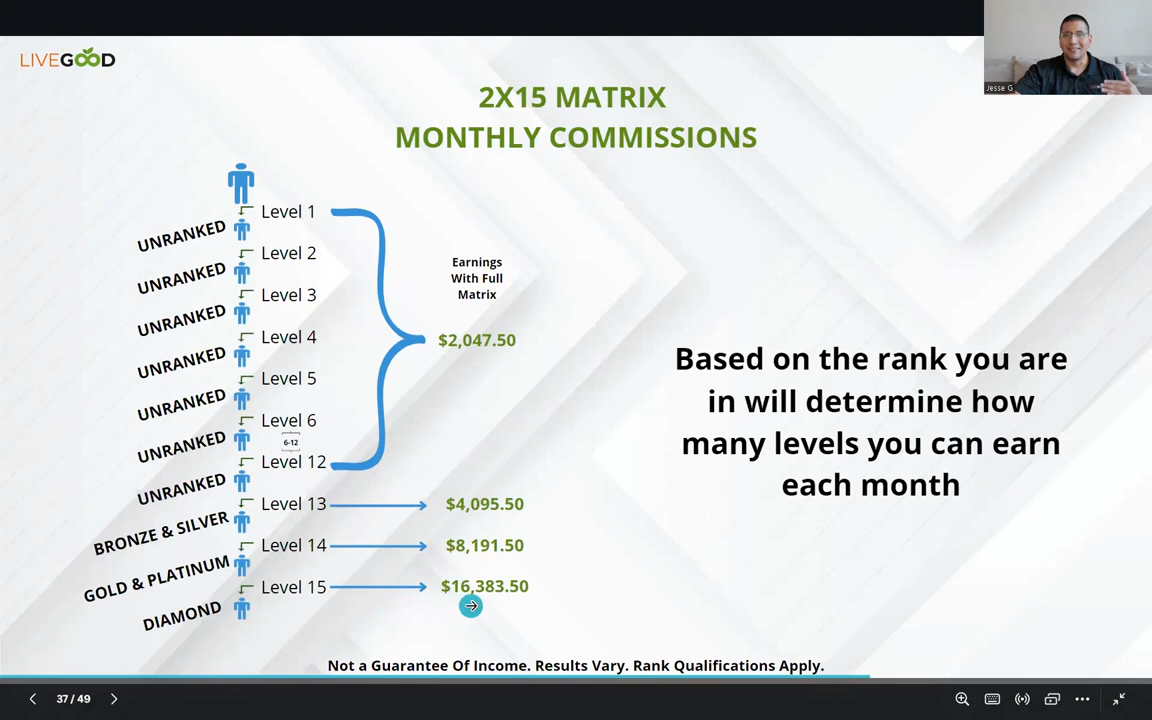 LIVEGOOD
Jesse G
2X15 MATRIX
MONTHLY COMMISSIONS
Level 1
UNRANKED
Level 2
UNRANKED
Level 3
UNRANKED
Level 4
UNRANKED
Level 5
UNRANKED
Level 6
UNRANKED
6-12
Level 12
UNRANKED
Level 13
BRONZE & SILVER
Level 14
GOLD & PLATINUM
Level 15
DIAMOND
Earnings
With Full
Matrix
$2,047.50
$4,095.50
$8,191.50
$16,383.50
Based on the rank you are
in will determine how
many levels you can earn
each month
Not a Guarantee Of Income. Results Vary. Rank Qualifications Apply.
37 / 49